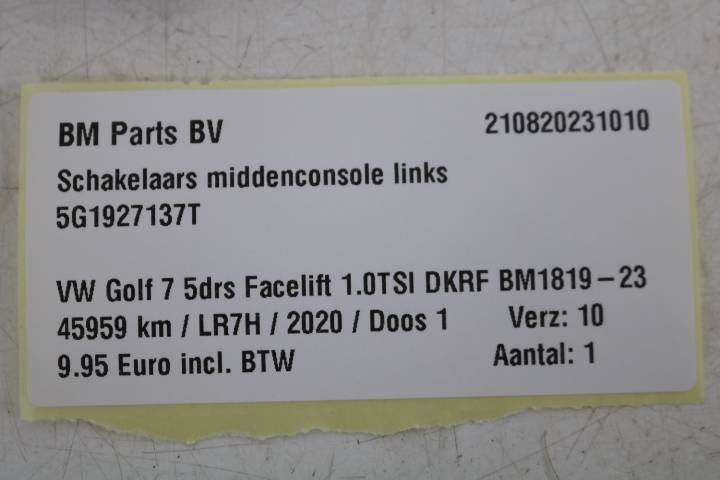 BM Parts BV 210820231010
Schakelaars middenconsole links
5G1927137T
VW Golf 7 5drs Facelift 1.0TSI DKRF BM1819-23
45959 km / LR7H / 2020 / Doos 1 Verz: 10
9.95 Euro incl. BTW Aantal: 1